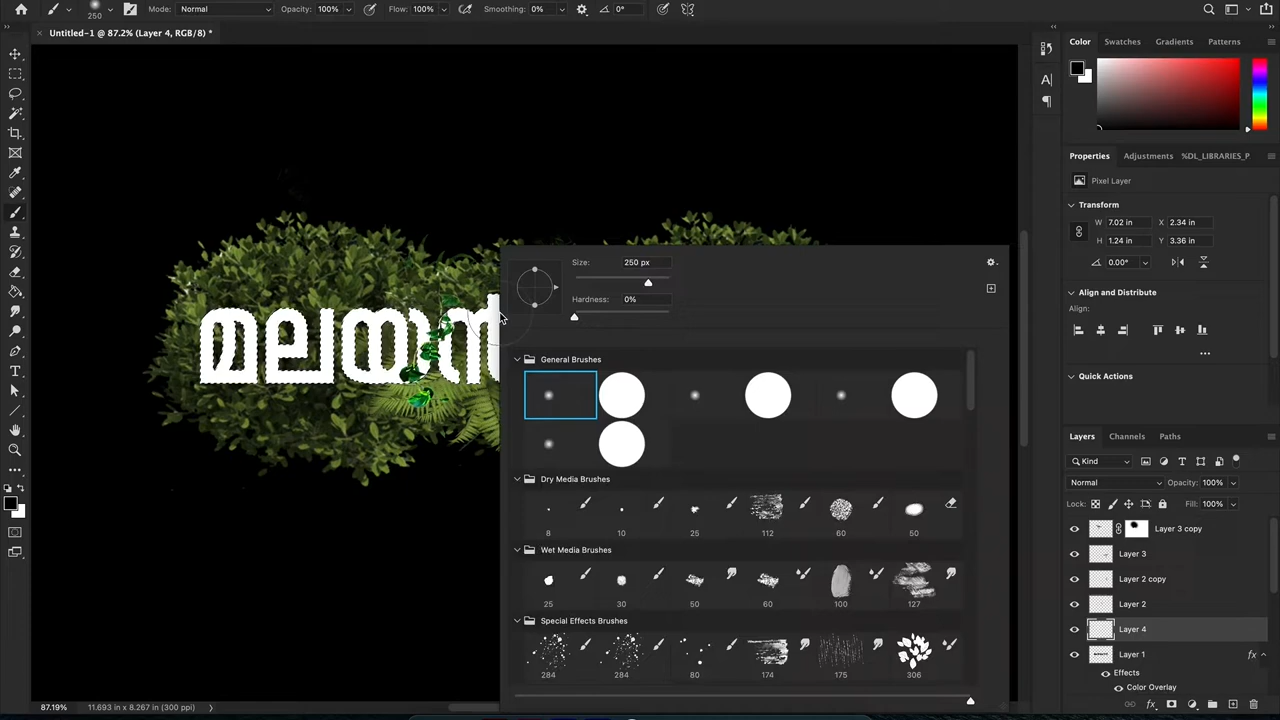 250 Mode: Normal Opacity: 100% Flow: 100% Smoothing: 0% 0°
Untitled-1 @ 87.2% (Layer 4, RGB/8) *
Color Swatches Gradients Patterns
Properties Adjustments %DL_LIBRARIES_P
Pixel Layer
Transform
W 7.02 in X 2.34 in
H 1.24 in Y 3.36 in
0.00°
Align and Distribute
Align:
Quick Actions
Size: 250 px
Hardness: 0%
General Brushes
Dry Media Brushes
8 10 25 112 60 50
Wet Media Brushes
25 30 50 60 100 127
Special Effects Brushes
284 284 80 174 175 306
Layers Channels Paths
Kind
Normal Opacity: 100%
Lock: Fill: 100%
Layer 3 copy
Layer 3
Layer 2 copy
Layer 2
Layer 4
Layer 1 fx
Effects
Color Overlay
87.19% 11.693 in x 8.267 in (300 ppi)